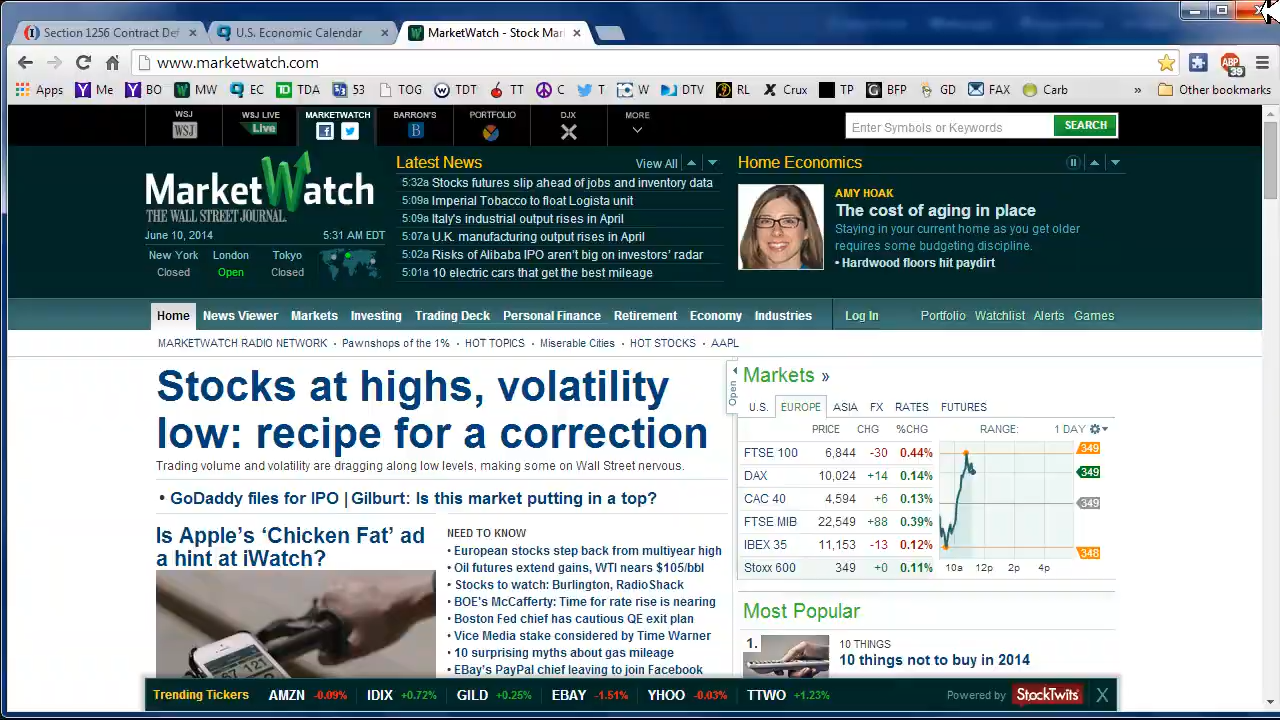 Section 1256 Contract Def
U.S. Economic Calendar
MarketWatch - Stock Mar
www.marketwatch.com
ABP
39
Apps Me BO MW EC TDA 53 TOG TDT TT C T W DTV RL Crux TP BFP GD FAX Carb » Other bookmarks
WSJ WSJ LIVE MARKETWATCH BARRON'S PORTFOLIO DJX MORE
WSJ Live
Enter Symbols or Keywords SEARCH
MarketWatch
THE WALL STREET JOURNAL.
June 10, 2014 5:31 AM EDT
New York London Tokyo
Closed Open Closed
Latest News View All
5:32a Stocks futures slip ahead of jobs and inventory data
5:09a Imperial Tobacco to float Logista unit
5:09a Italy's industrial output rises in April
5:07a U.K. manufacturing output rises in April
5:02a Risks of Alibaba IPO aren't big on investors' radar
5:01a 10 electric cars that get the best mileage
Home Economics
AMY HOAK
The cost of aging in place
Staying in your current home as you get older
requires some budgeting discipline.
• Hardwood floors hit paydirt
Home News Viewer Markets Investing Trading Deck Personal Finance Retirement Economy Industries Log In Portfolio Watchlist Alerts Games
MARKETWATCH RADIO NETWORK • Pawnshops of the 1% • HOT TOPICS • Miserable Cities • HOT STOCKS • AAPL
Stocks at highs, volatility
low: recipe for a correction
Trading volume and volatility are dragging along low levels, making some on Wall Street nervous.
• GoDaddy files for IPO | Gilburt: Is this market putting in a top?
Is Apple's 'Chicken Fat' ad
a hint at iWatch?
NEED TO KNOW
• European stocks step back from multiyear high
• Oil futures extend gains, WTI nears $105/bbl
• Stocks to watch: Burlington, RadioShack
• BOE's McCafferty: Time for rate rise is nearing
• Boston Fed chief has cautious QE exit plan
• Vice Media stake considered by Time Warner
• 10 surprising myths about gas mileage
• EBay's PayPal chief leaving to join Facebook
Open
Markets »
U.S. EUROPE ASIA FX RATES FUTURES
PRICE CHG %CHG RANGE: 1 DAY
FTSE 100 6,844 -30 0.44%
DAX 10,024 +14 0.14%
CAC 40 4,594 +6 0.13%
FTSE MIB 22,549 +88 0.39%
IBEX 35 11,153 -13 0.12%
Stoxx 600 349 +0 0.11%
349
349
349
348
10a 12p 2p 4p
Most Popular
1. 10 THINGS
10 things not to buy in 2014
Trending Tickers AMZN -0.09% IDIX +0.72% GILD +0.25% EBAY -1.51% YHOO -0.03% TTWO +1.23% Powered by StockTwits X